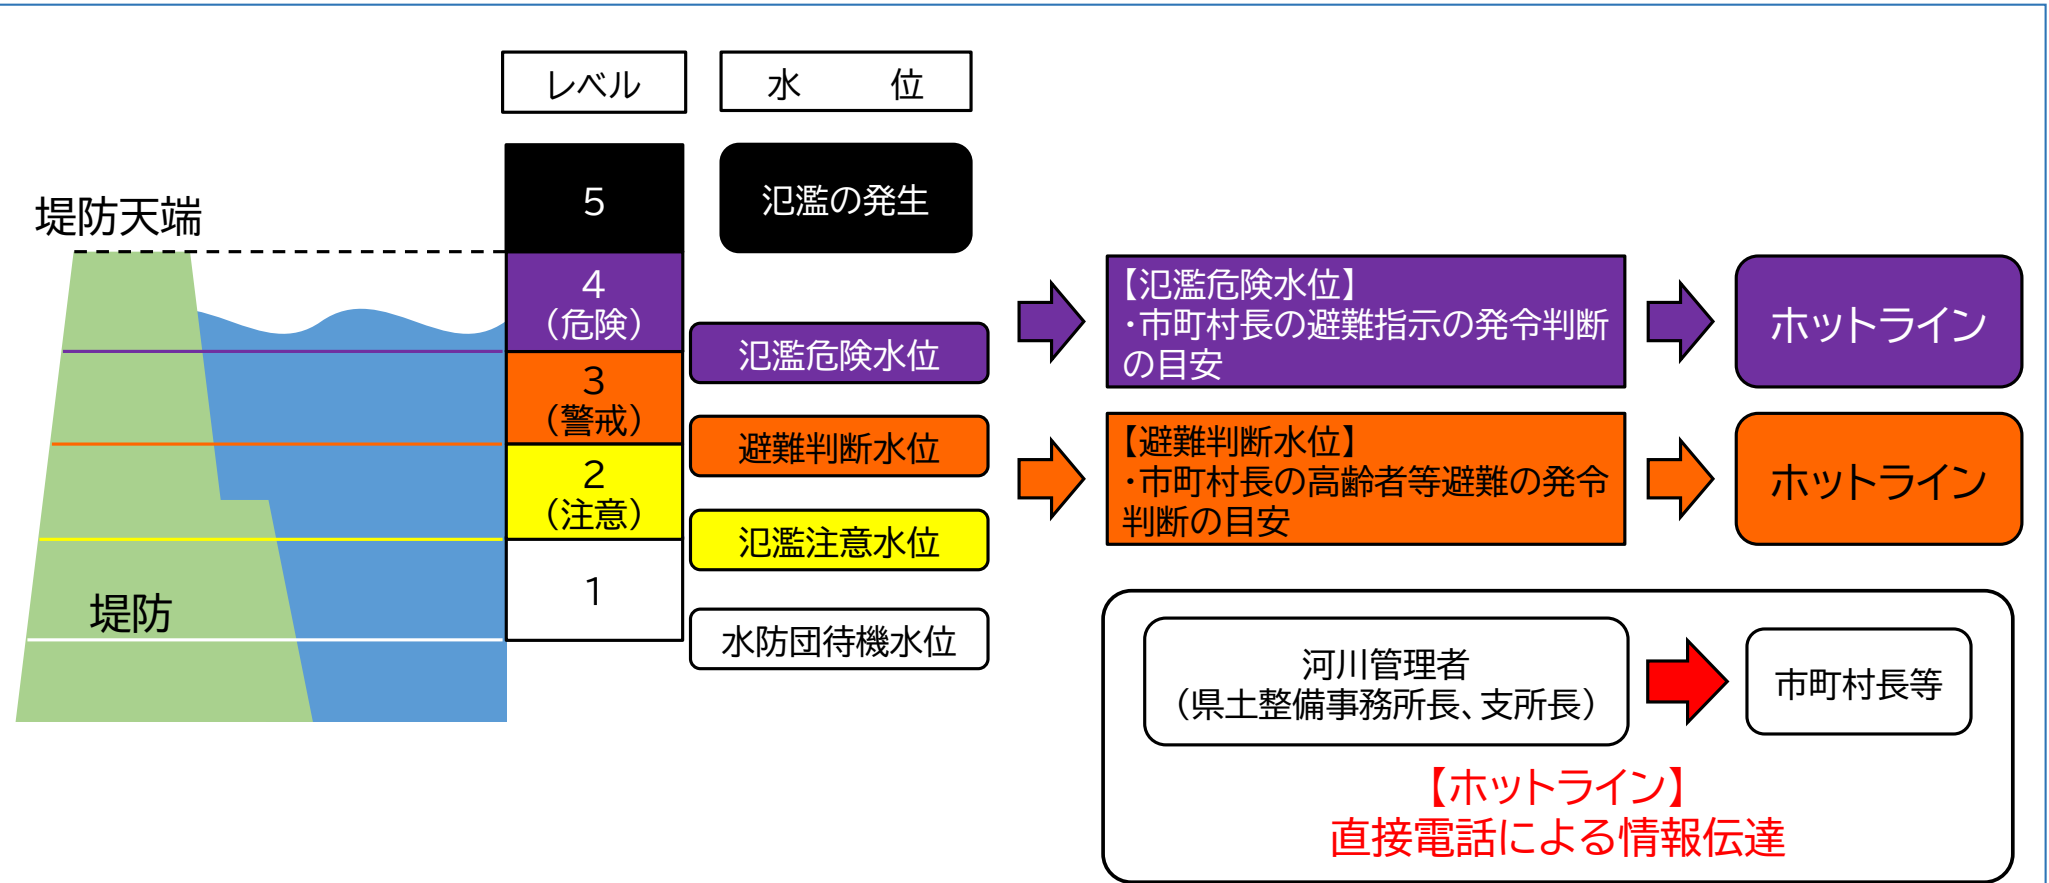 レベル
水 位
5
氾濫の発生
堤防天端
4
(危険)
氾濫危険水位
【氾濫危険水位】
・市町村長の避難指示の発令判断
の目安
ホットライン
3
(警戒)
避難判断水位
【避難判断水位】
・市町村長の高齢者等避難の発令
判断の目安
ホットライン
2
(注意)
氾濫注意水位
1
堤防
水防団待機水位
河川管理者
(県土整備事務所長、支所長)
市町村長等
【ホットライン】
直接電話による情報伝達